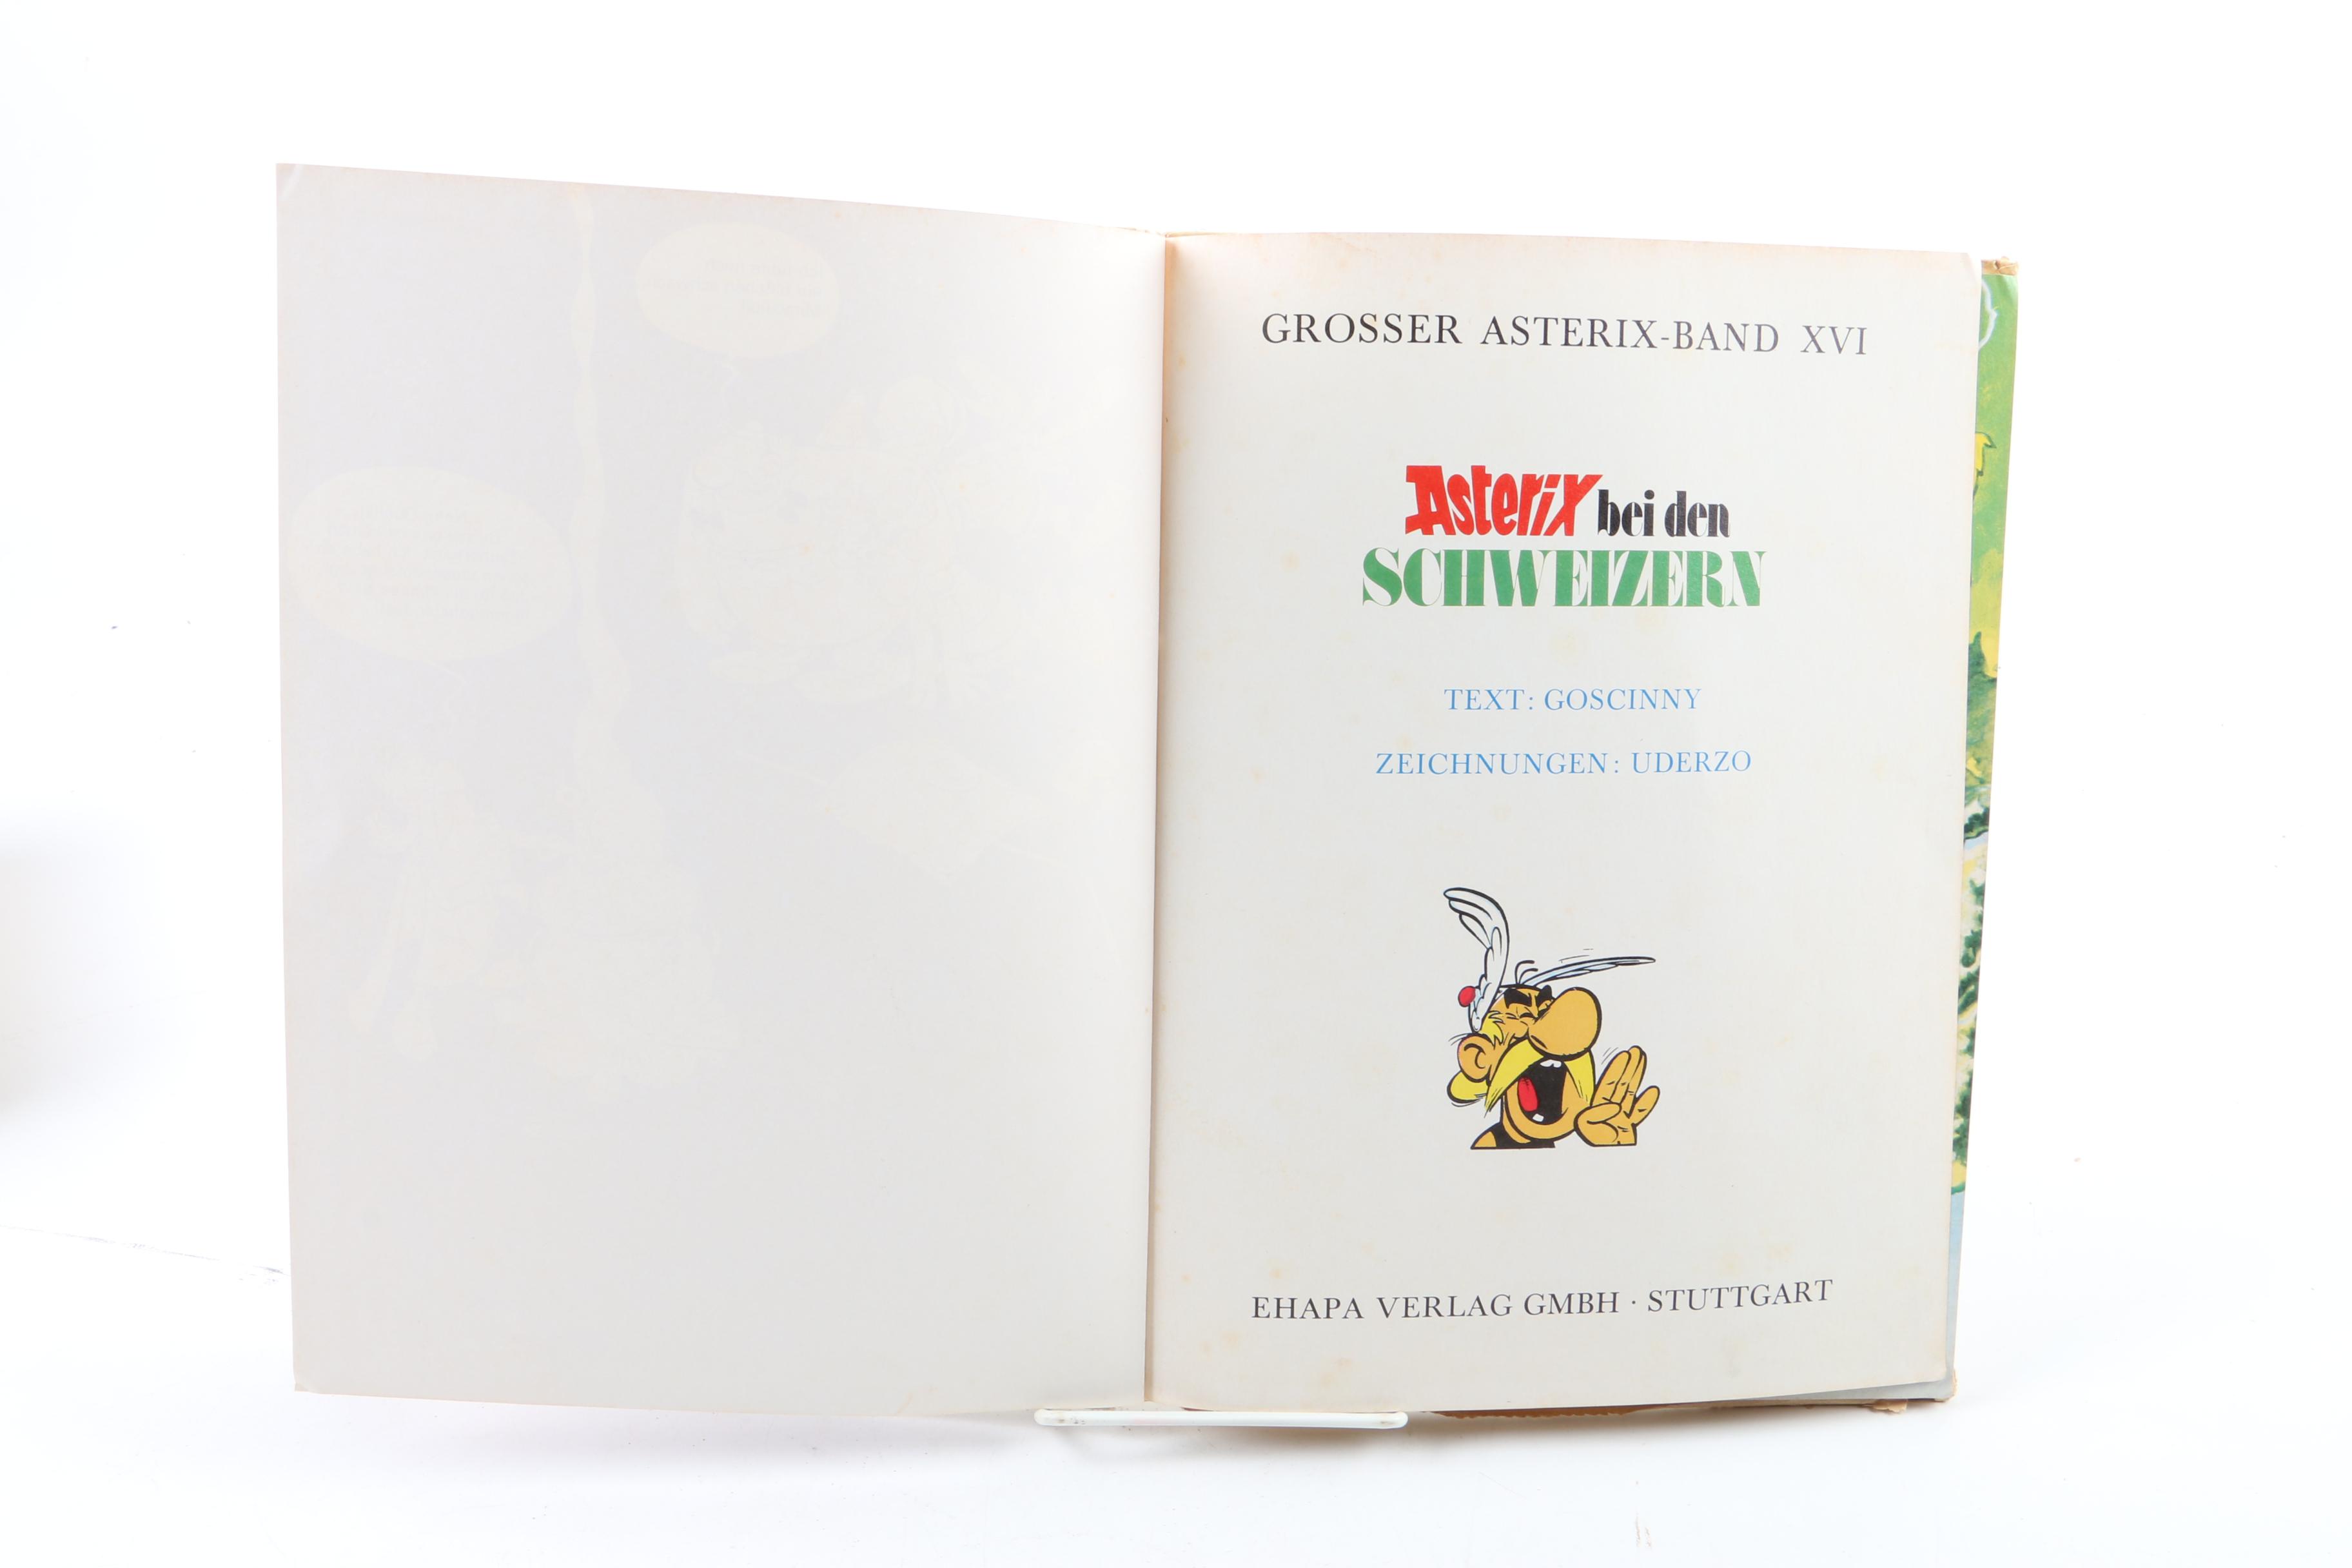 GROSSER ASTERIX-BAND XVI
Asterix bei den
SCHWEIZERN
TEXT: GOSCINNY
ZEICHNUNGEN: UDERZO
EHAPA VERLAG GMBH · STUTTGART